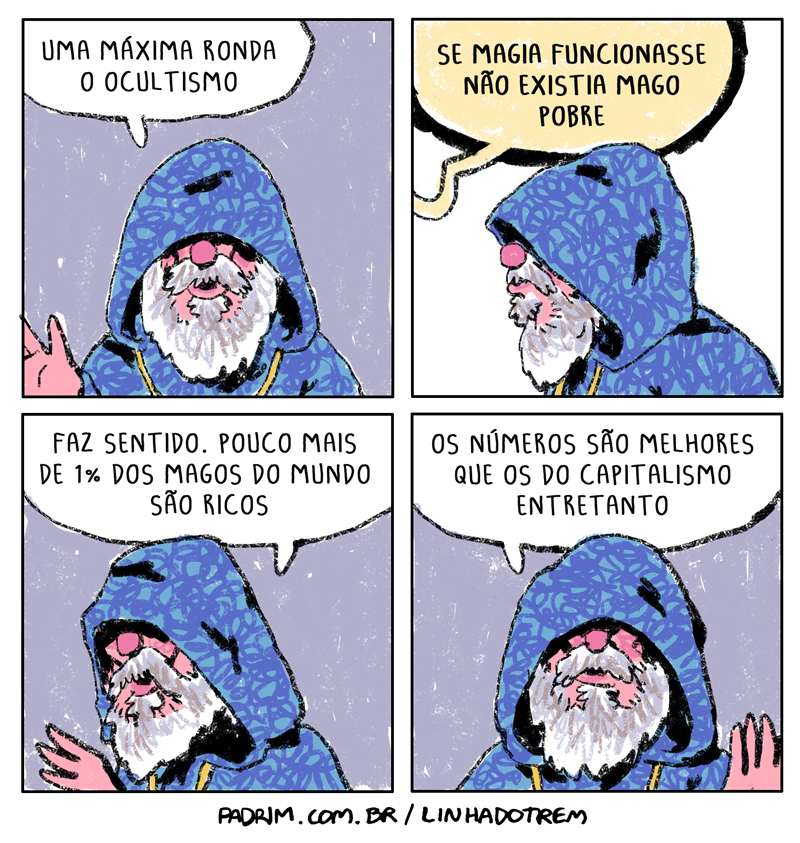 UMA MÁXIMA RONDA
O OCULTISMO
SE MAGIA FUNCIONASSE
NÃO EXISTIA MAGO
POBRE
FAZ SENTIDO. POUCO MAIS
DE 1% DOS MAGOS DO MUNDO
SÃO RICOS
OS NÚMEROS SÃO MELHORES
QUE OS DO CAPITALISMO
ENTRETANTO
PADRIM.COM.BR / LINHADOTREM